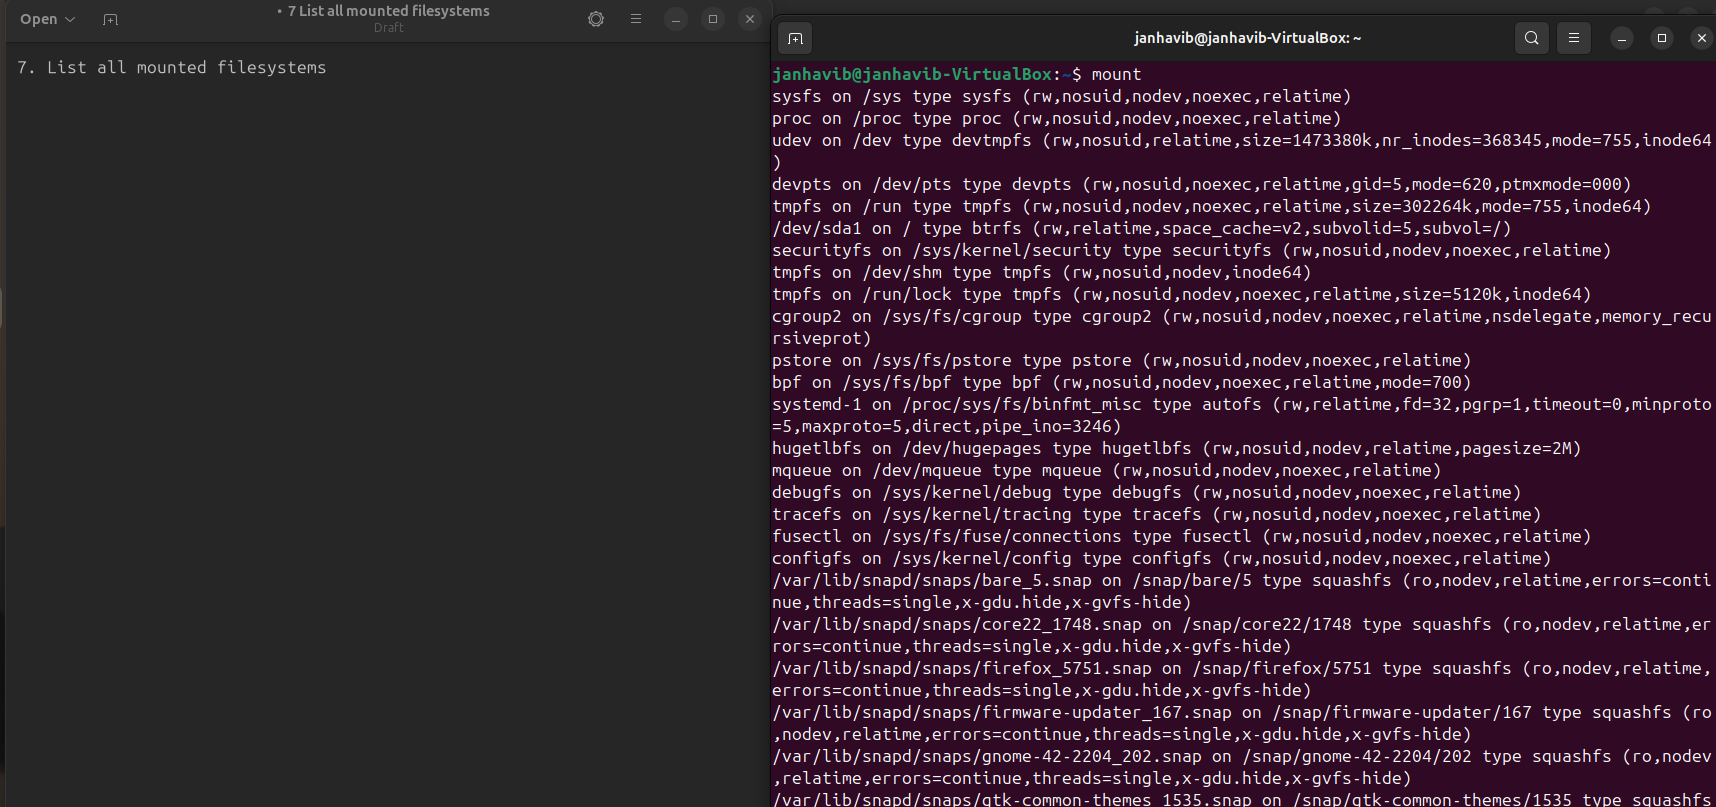 Open
• 7 List all mounted filesystems
Draft
7. List all mounted filesystems
janhavib@janhavib-VirtualBox: ~
janhavib@janhavib-VirtualBox:~$ mount
sysfs on /sys type sysfs (rw,nosuid,nodev,noexec,relatime)
proc on /proc type proc (rw,nosuid,nodev,noexec,relatime)
udev on /dev type devtmpfs (rw,nosuid,relatime,size=1473380k,nr_inodes=368345,mode=755,inode64
)
devpts on /dev/pts type devpts (rw,nosuid,noexec,relatime,gid=5,mode=620,ptmxmode=000)
tmpfs on /run type tmpfs (rw,nosuid,nodev,noexec,relatime,size=302264k,mode=755,inode64)
/dev/sda1 on / type btrfs (rw,relatime,space_cache=v2,subvolid=5,subvol=/)
securityfs on /sys/kernel/security type securityfs (rw,nosuid,nodev,noexec,relatime)
tmpfs on /dev/shm type tmpfs (rw,nosuid,nodev,inode64)
tmpfs on /run/lock type tmpfs (rw,nosuid,nodev,noexec,relatime,size=5120k,inode64)
cgroup2 on /sys/fs/cgroup type cgroup2 (rw,nosuid,nodev,noexec,relatime,nsdelegate,memory_recu
rsiveprot)
pstore on /sys/fs/pstore type pstore (rw,nosuid,nodev,noexec,relatime)
bpf on /sys/fs/bpf type bpf (rw,nosuid,nodev,noexec,relatime,mode=700)
systemd-1 on /proc/sys/fs/binfmt_misc type autofs (rw,relatime,fd=32,pgrp=1,timeout=0,minproto
=5,maxproto=5,direct,pipe_ino=3246)
hugetlbfs on /dev/hugepages type hugetlbfs (rw,nosuid,nodev,relatime,pagesize=2M)
mqueue on /dev/mqueue type mqueue (rw,nosuid,nodev,noexec,relatime)
debugfs on /sys/kernel/debug type debugfs (rw,nosuid,nodev,noexec,relatime)
tracefs on /sys/kernel/tracing type tracefs (rw,nosuid,nodev,noexec,relatime)
fusectl on /sys/fs/fuse/connections type fusectl (rw,nosuid,nodev,noexec,relatime)
configfs on /sys/kernel/config type configfs (rw,nosuid,nodev,noexec,relatime)
/var/lib/snapd/snaps/bare_5.snap on /snap/bare/5 type squashfs (ro,nodev,relatime,errors=conti
nue,threads=single,x-gdu.hide,x-gvfs-hide)
/var/lib/snapd/snaps/core22_1748.snap on /snap/core22/1748 type squashfs (ro,nodev,relatime,er
rors=continue,threads=single,x-gdu.hide,x-gvfs-hide)
/var/lib/snapd/snaps/firefox_5751.snap on /snap/firefox/5751 type squashfs (ro,nodev,relatime,
errors=continue,threads=single,x-gdu.hide,x-gvfs-hide)
/var/lib/snapd/snaps/firmware-updater_167.snap on /snap/firmware-updater/167 type squashfs (ro
,nodev,relatime,errors=continue,threads=single,x-gdu.hide,x-gvfs-hide)
/var/lib/snapd/snaps/gnome-42-2204_202.snap on /snap/gnome-42-2204/202 type squashfs (ro,nodev
,relatime,errors=continue,threads=single,x-gdu.hide,x-gvfs-hide)
/var/lib/snapd/snaps/gtk-common-themes_1535.snap on /snap/gtk-common-themes/1535 type squashfs